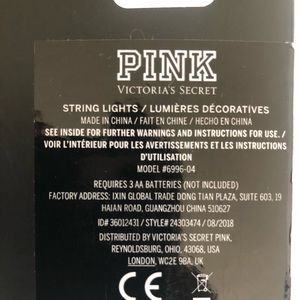 PINK
VICTORIA'S SECRET
STRING LIGHTS / LUMIÈRES DÉCORATIVES
MADE IN CHINA / FAIT EN CHINE / HECHO EN CHINA
SEE INSIDE FOR FURTHER WARNINGS AND INSTRUCTIONS FOR USE. /
VOIR L'INTÉRIEUR POUR LES AVERTISSEMENTS ET LES INSTRUCTIONS
D'UTILISATION
MODEL #6996-04
REQUIRES 3 AA BATTERIES (NOT INCLUDED)
FACTORY ADDRESS: IXIN GLOBAL TRADE DONG TIAN PLAZA, SUITE 603, 19
HAIAN ROAD, GUANGZHOU CHINA 510627
ID# 36012431 / STYLE# 24303474 / 08/2018
DISTRIBUTED BY VICTORIA'S SECRET PINK.
REYNOLDSBURG, OHIO, 43068, USA
LONDON, WC2E 9BA, UK
CE